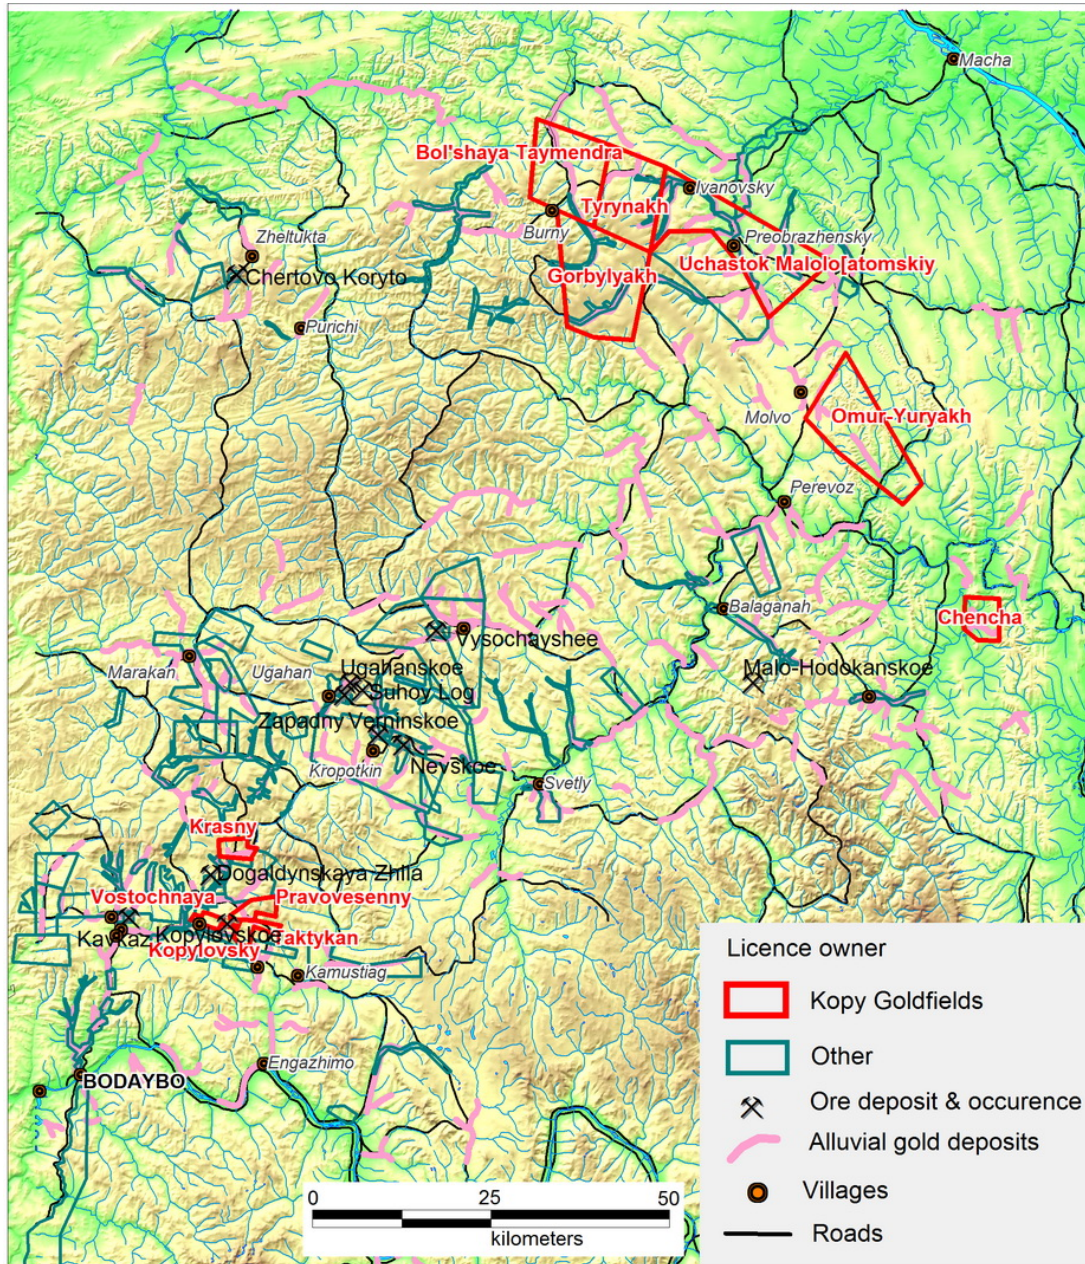 Macha
Bol'shaya Taymendra
Ivanovsky
Tyrynakh
Burny
Zheltukta
Preobrazhensky
Chertovo Koryto
Gorbylyakh
Uchastok Malolo[atomskiy
Purichi
Molvo
Omur-Yuryakh
Perevoz
Balaganah
Chencha
Vysochayshee
Marakan
Ugahan
Ugahanskoe
Malo-Hodokanskoe
Suhoy Log
Zapadny
Verninskoe
Kropotkin
Nevskoe
Svetly
Krasny
Dogaldynskaya Zhila
Vostochnaya
Pravovesenny
Kavkaz
Kopylovskoe
Taktykan
Kopylovsky
Kamustiag
Engazhimo
BODAYBO
Licence owner
Kopy Goldfields
Other
Ore deposit & occurence
Alluvial gold deposits
Villages
Roads
0 25 50
kilometers